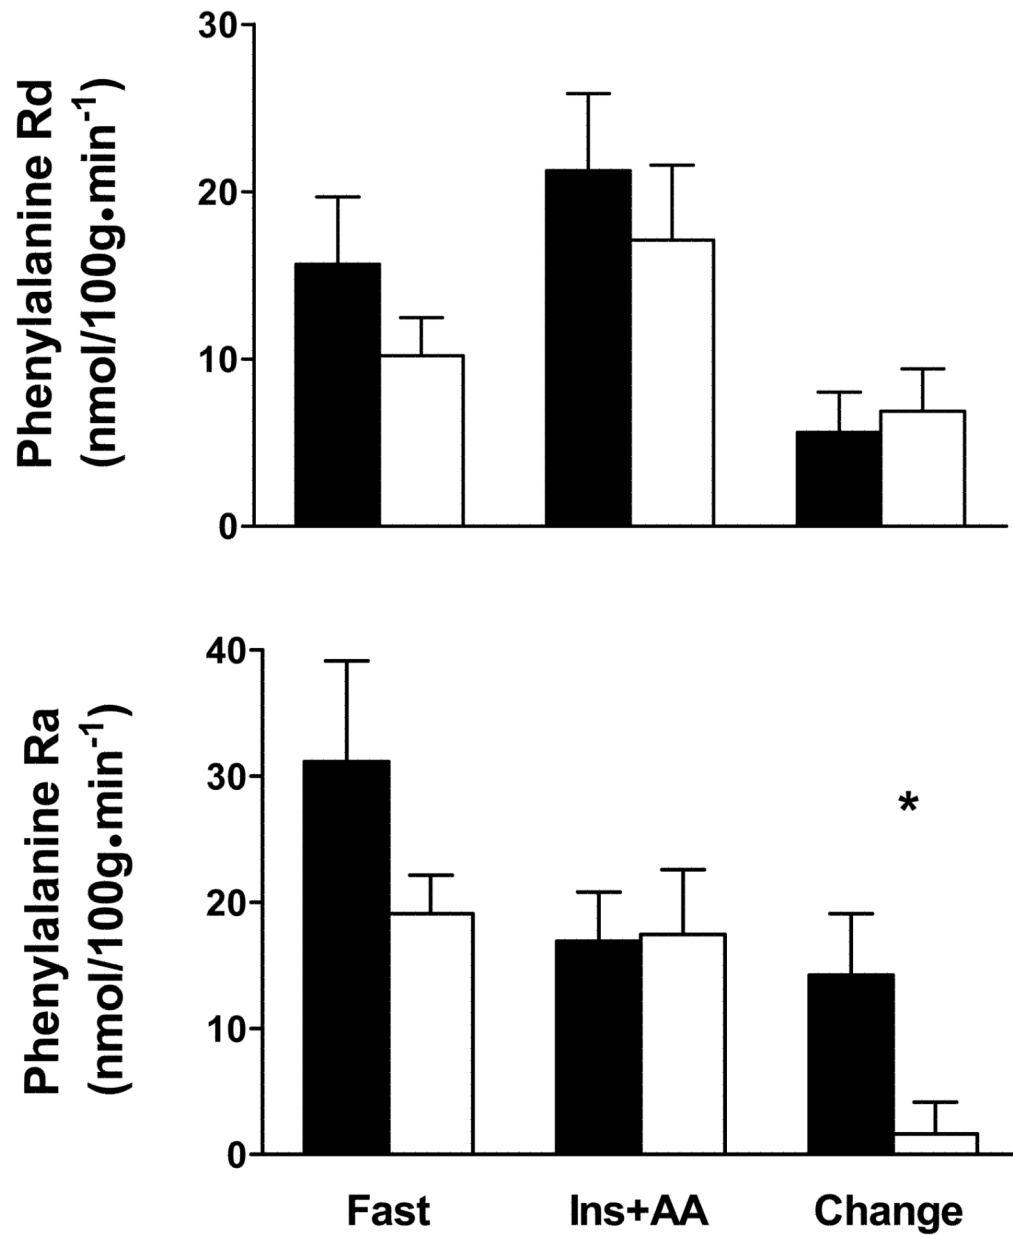 Phenylalanine Rd
(nmol/100g•min⁻¹)
30
20
10
0
Phenylalanine Ra
(nmol/100g•min⁻¹)
40
30
20
10
0
*
Fast Ins+AA Change